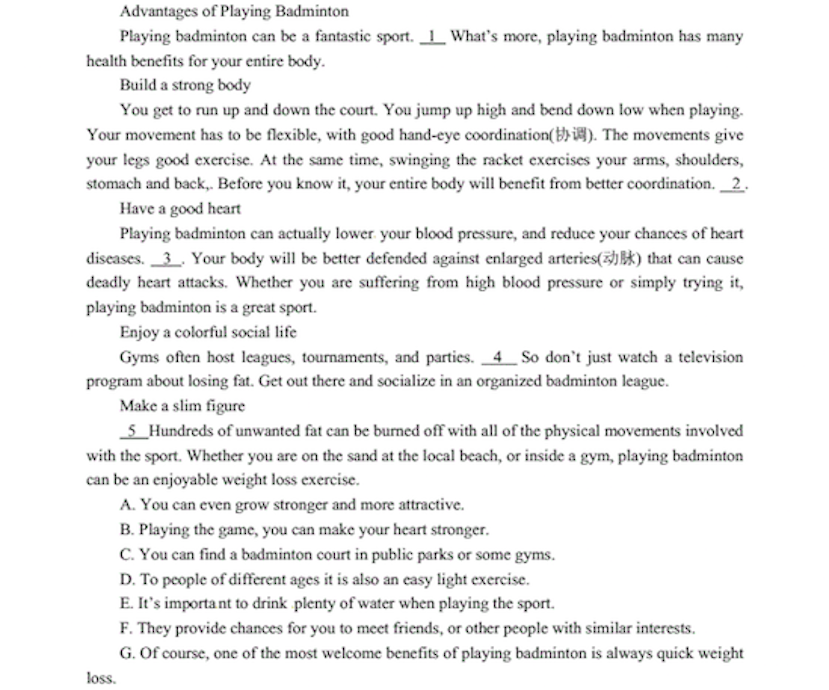 Advantages of Playing Badminton
Playing badminton can be a fantastic sport. __1__ What's more, playing badminton has many
health benefits for your entire body.
Build a strong body
You get to run up and down the court. You jump up high and bend down low when playing.
Your movement has to be flexible, with good hand-eye coordination(协调). The movements give
your legs good exercise. At the same time, swinging the racket exercises your arms, shoulders,
stomach and back,. Before you know it, your entire body will benefit from better coordination. __2__.
Have a good heart
Playing badminton can actually lower your blood pressure, and reduce your chances of heart
diseases. __3__. Your body will be better defended against enlarged arteries(动脉) that can cause
deadly heart attacks. Whether you are suffering from high blood pressure or simply trying it,
playing badminton is a great sport.
Enjoy a colorful social life
Gyms often host leagues, tournaments, and parties. __4__ So don't just watch a television
program about losing fat. Get out there and socialize in an organized badminton league.
Make a slim figure
__5__Hundreds of unwanted fat can be burned off with all of the physical movements involved
with the sport. Whether you are on the sand at the local beach, or inside a gym, playing badminton
can be an enjoyable weight loss exercise.
A. You can even grow stronger and more attractive.
B. Playing the game, you can make your heart stronger.
C. You can find a badminton court in public parks or some gyms.
D. To people of different ages it is also an easy light exercise.
E. It's important to drink plenty of water when playing the sport.
F. They provide chances for you to meet friends, or other people with similar interests.
G. Of course, one of the most welcome benefits of playing badminton is always quick weight
loss.